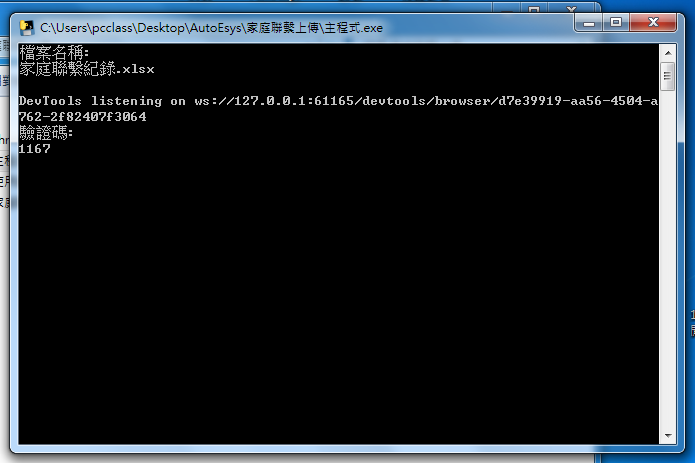 C:\Users\pcclass\Desktop\AutoEsys\家庭聯繫上傳\主程式.exe
檔案名稱:
家庭聯繫紀錄.xlsx
DevTools listening on ws://127.0.0.1:61165/devtools/browser/d7e39919-aa56-4504-a
762-2f82407f3064
驗證碼:
1167